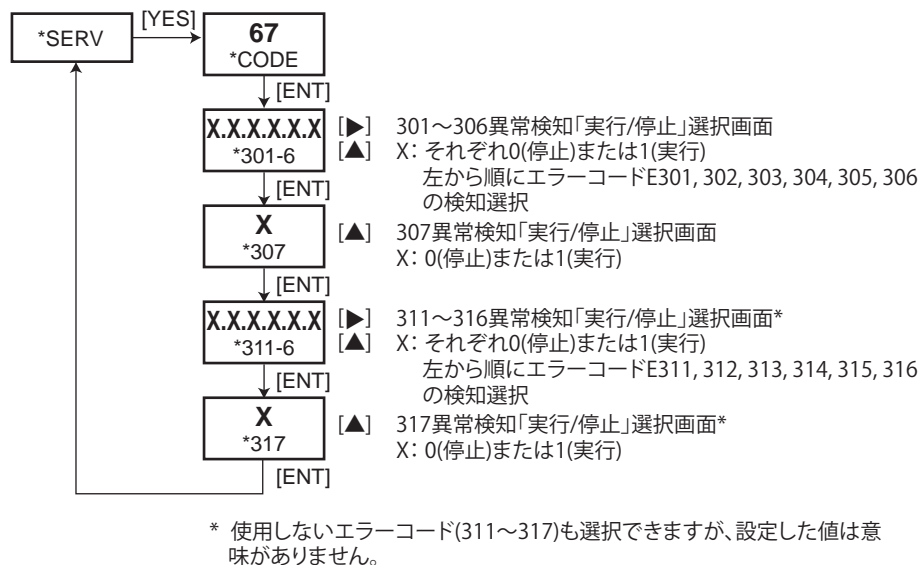 *SERV
[YES]
67
*CODE
[ENT]
X.X.X.X.X.X
*301-6
[▶] 301～306異常検知「実行/停止」選択画面
[▲] X： それぞれ0(停止)または1(実行)
左から順にエラーコードE301, 302, 303, 304, 305, 306
の検知選択
[ENT]
X
*307
[▲] 307異常検知「実行/停止」選択画面
X： 0(停止)または1(実行)
[ENT]
X.X.X.X.X.X
*311-6
[▶] 311～316異常検知「実行/停止」選択画面*
[▲] X： それぞれ0(停止)または1(実行)
左から順にエラーコードE311, 312, 313, 314, 315, 316
の検知選択
[ENT]
X
*317
[▲] 317異常検知「実行/停止」選択画面*
X： 0(停止)または1(実行)
[ENT]
* 使用しないエラーコード(311～317)も選択できますが、設定した値は意
味がありません。